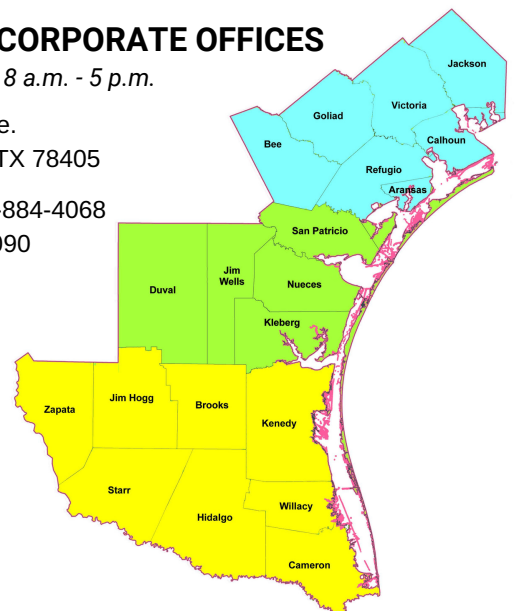 CORPORATE OFFICES
8 a.m. - 5 p.m.
e.
TX 78405
-884-4068
090
Jackson
Victoria
Goliad
Calhoun
Bee
Refugio
Aransas
San Patricio
Jim
Wells
Duval
Nueces
Kleberg
Jim Hogg
Brooks
Zapata
Kenedy
Starr
Willacy
Hidalgo
Cameron